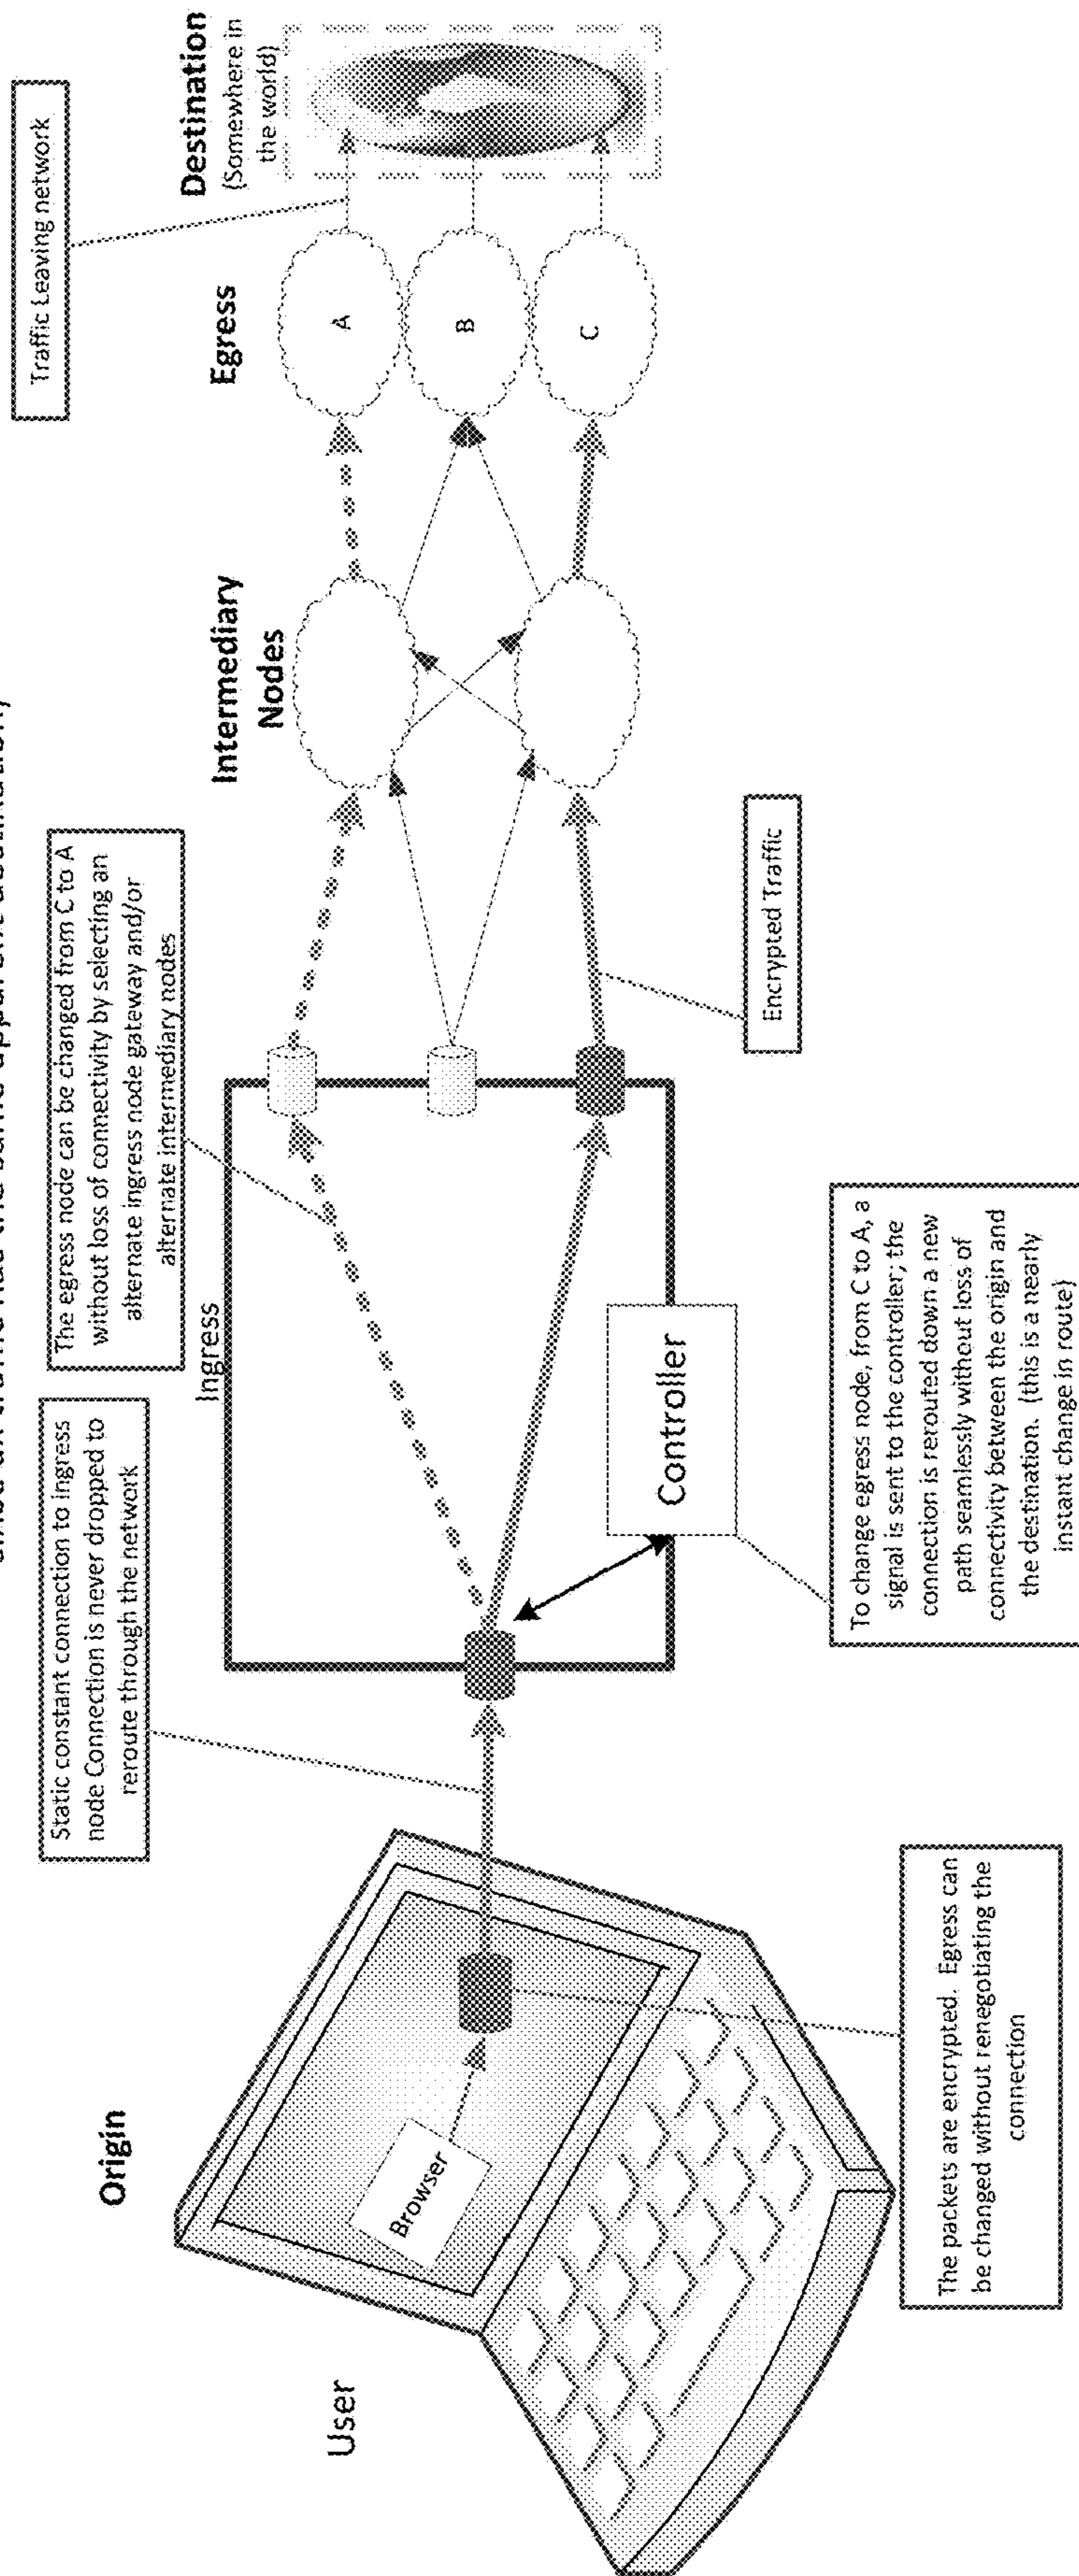 Origin
User
Browser
The packets are encrypted. Egress can
be changed without renegotiating the
connection
Static constant connection to ingress
node Connection is never dropped to
reroute through the network
Ingress
The egress node can be changed from C to A
without loss of connectivity by selecting an
alternate ingress node gateway and/or
alternate intermediary nodes
Controller
To change egress node, from C to A, a
signal is sent to the controller; the
connection is rerouted down a new
path seamlessly without loss of
connectivity between the origin and
the destination. (this is a nearly
instant change in route)
Encrypted Traffic
Intermediary
Nodes
Egress
A
B
C
Traffic Leaving network
Destination
(Somewhere in
the world)